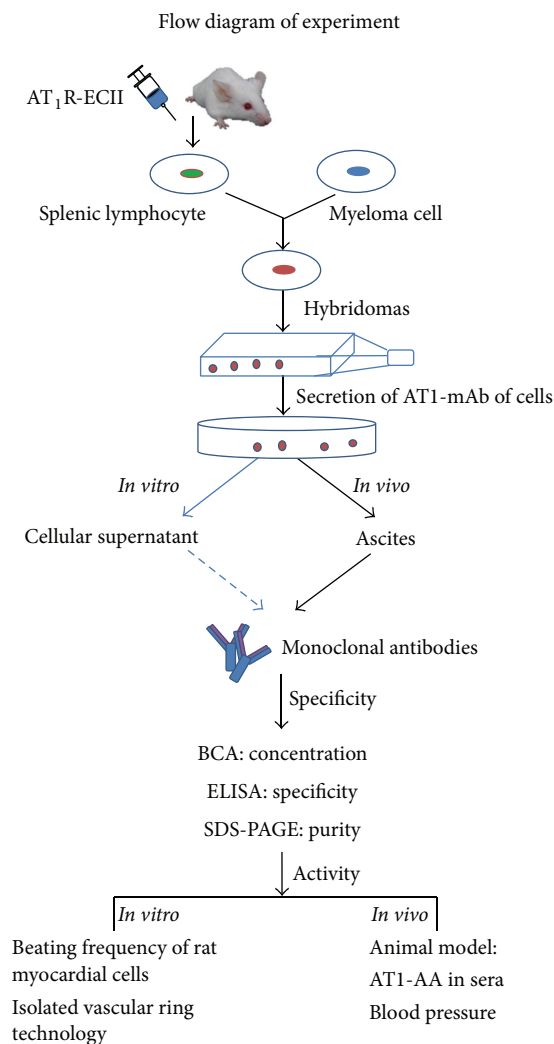 Flow diagram of experiment
AT1R-ECII
Splenic lymphocyte
Myeloma cell
Hybridomas
Secretion of AT1-mAb of cells
In vitro
In vivo
Cellular supernatant
Ascites
Monoclonal antibodies
Specificity
BCA: concentration
ELISA: specificity
SDS-PAGE: purity
Activity
In vitro
In vivo
Beating frequency of rat
myocardial cells
Isolated vascular ring
technology
Animal model:
AT1-AA in sera
Blood pressure